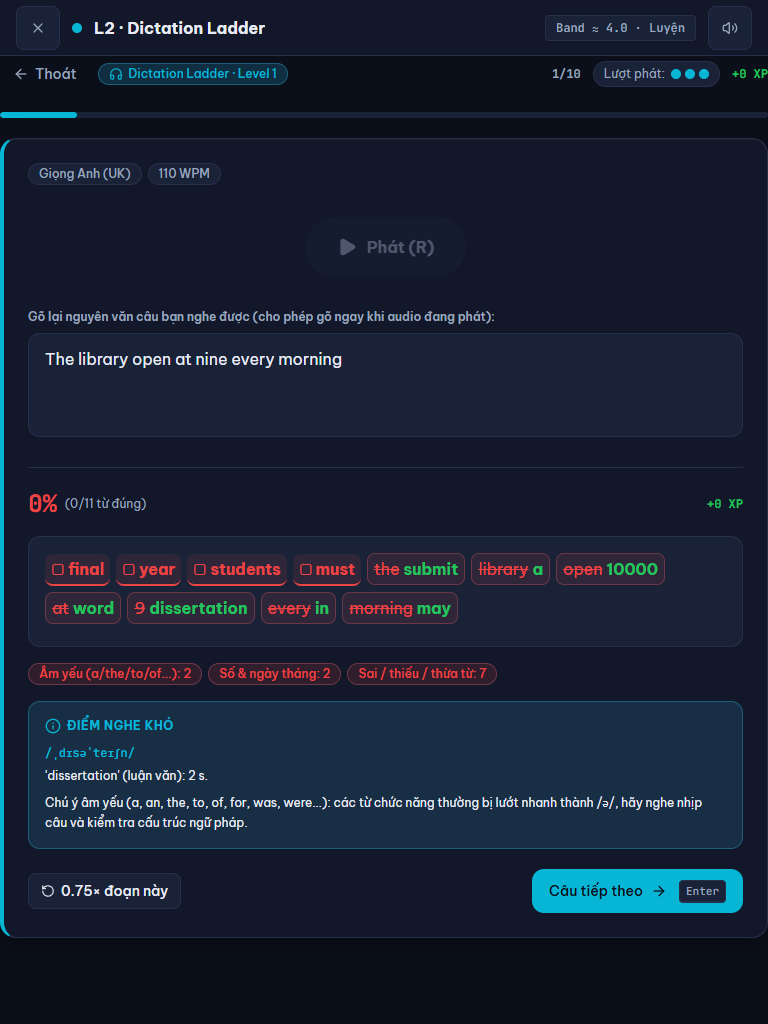 L2 · Dictation Ladder
Band ≈ 4.0 · Luyện
Thoát
Dictation Ladder · Level 1
1/10
Lượt phát:
+0 XP
Giọng Anh (UK)
110 WPM
Phát (R)
Gõ lại nguyên văn câu bạn nghe được (cho phép gõ ngay khi audio đang phát):
The library open at nine every morning
0% (0/11 từ đúng)
+0 XP
final year students must the submit library a open 10000
at word 9 dissertation every in morning may
Âm yếu (a/the/to/of…): 2
Số & ngày tháng: 2
Sai / thiếu / thừa từ: 7
ĐIỂM NGHE KHÓ
/ˌdɪsəˈteɪʃn/
'dissertation' (luận văn): 2 s.
Chú ý âm yếu (a, an, the, to, of, for, was, were…): các từ chức năng thường bị lướt nhanh thành /ə/, hãy nghe nhịp
câu và kiểm tra cấu trúc ngữ pháp.
0.75× đoạn này
Câu tiếp theo → Enter